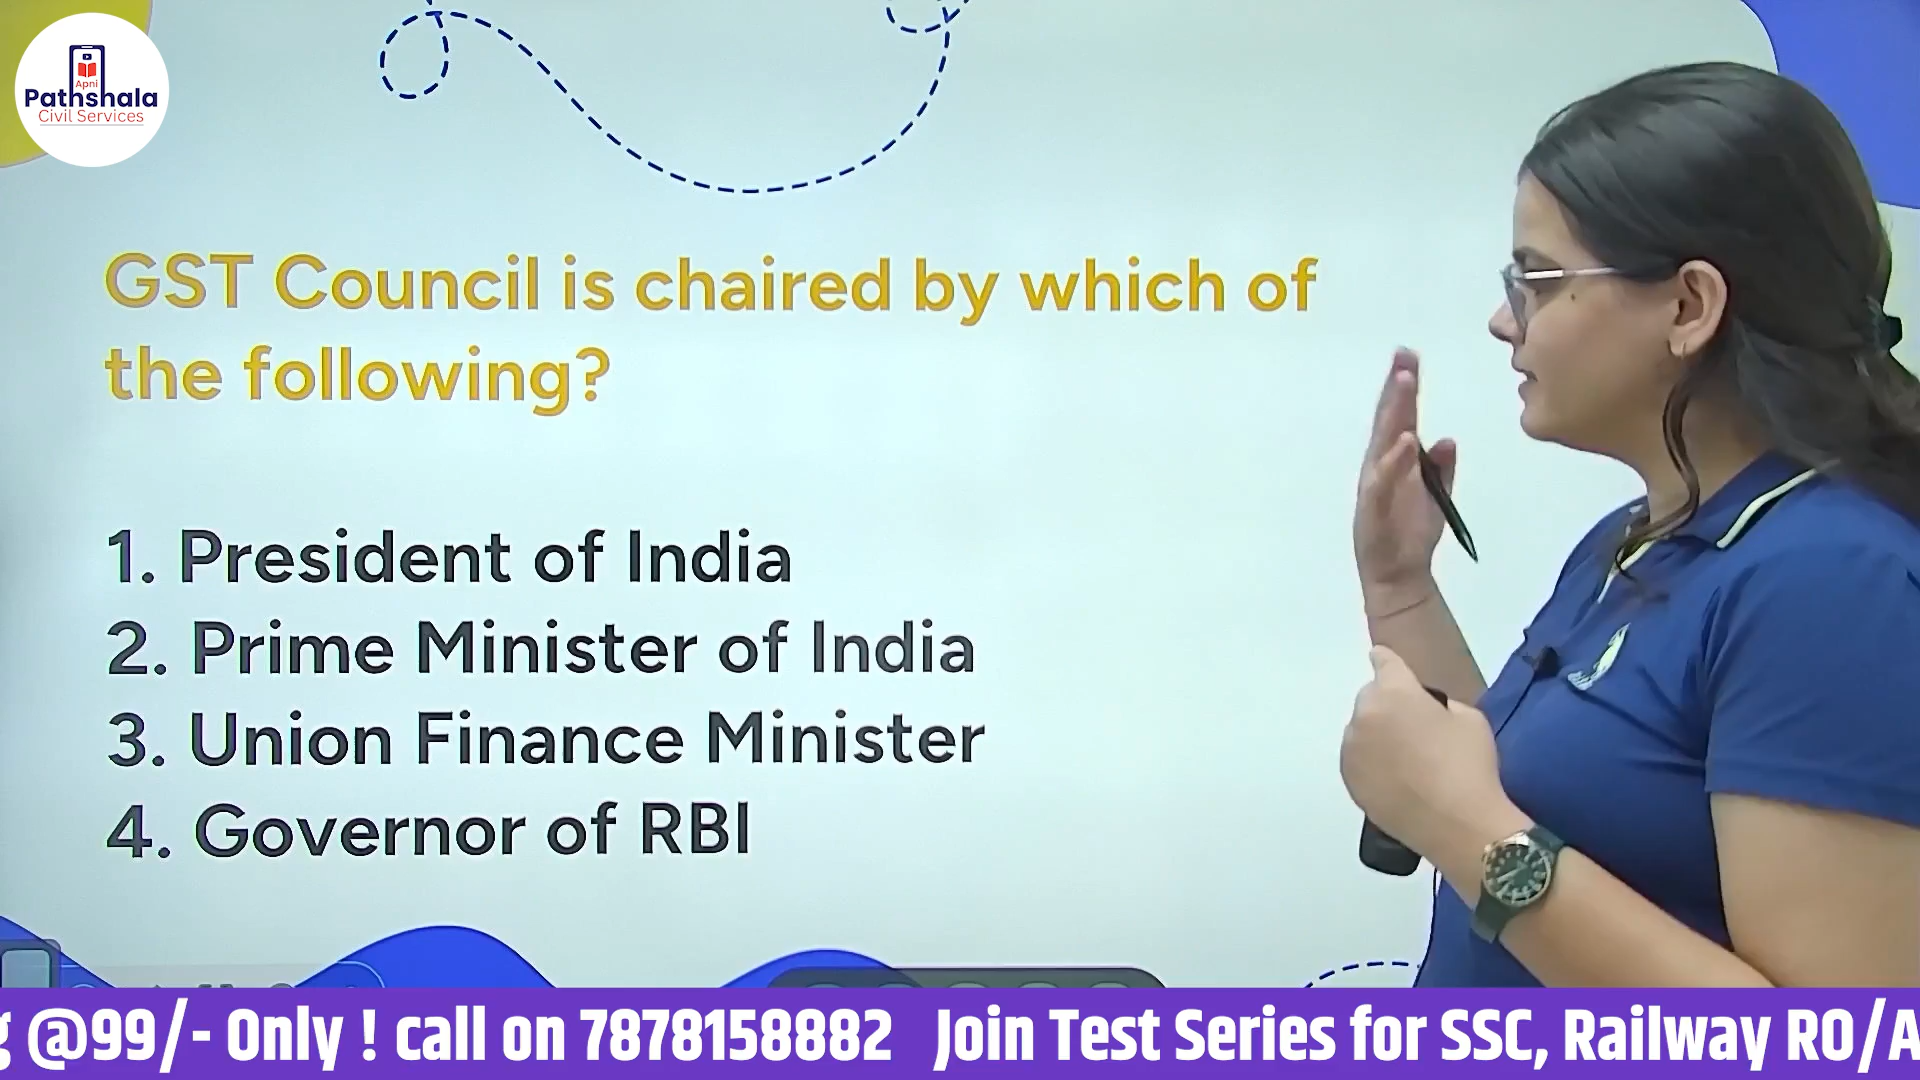 Apni
Pathshala
Civil Services
GST Council is chaired by which of
the following?
1. President of India
2. Prime Minister of India
3. Union Finance Minister
4. Governor of RBI
@99/- Only ! call on 7878158882 Join Test Series for SSC, Railway RO/A